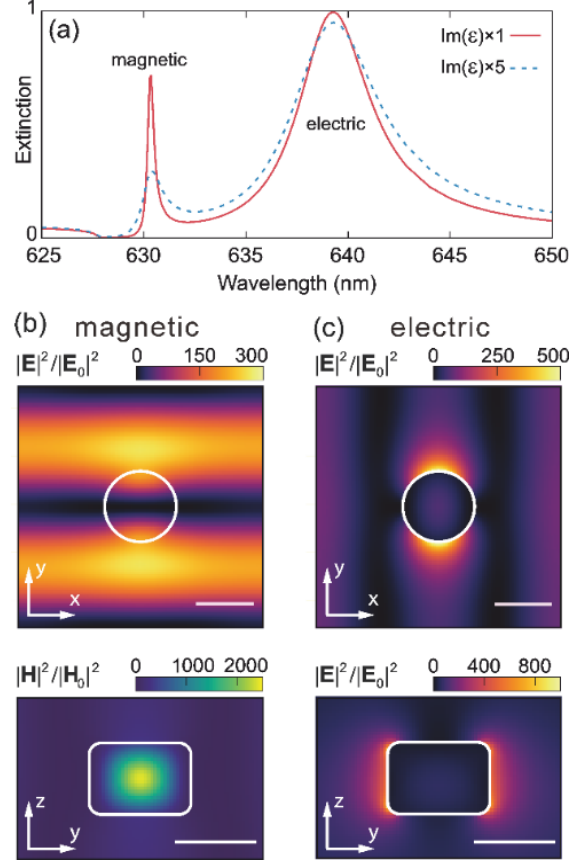 (a)
1
magnetic
electric
Im(ε)×1
Im(ε)×5
Extinction
0
625 630 635 640 645 650
Wavelength (nm)
(b) magnetic
|E|²/|E₀|² 0 150 300
y
x
|H|²/|H₀|² 0 1000 2000
z
y
(c) electric
|E|²/|E₀|² 0 250 500
y
x
|E|²/|E₀|² 0 400 800
z
y